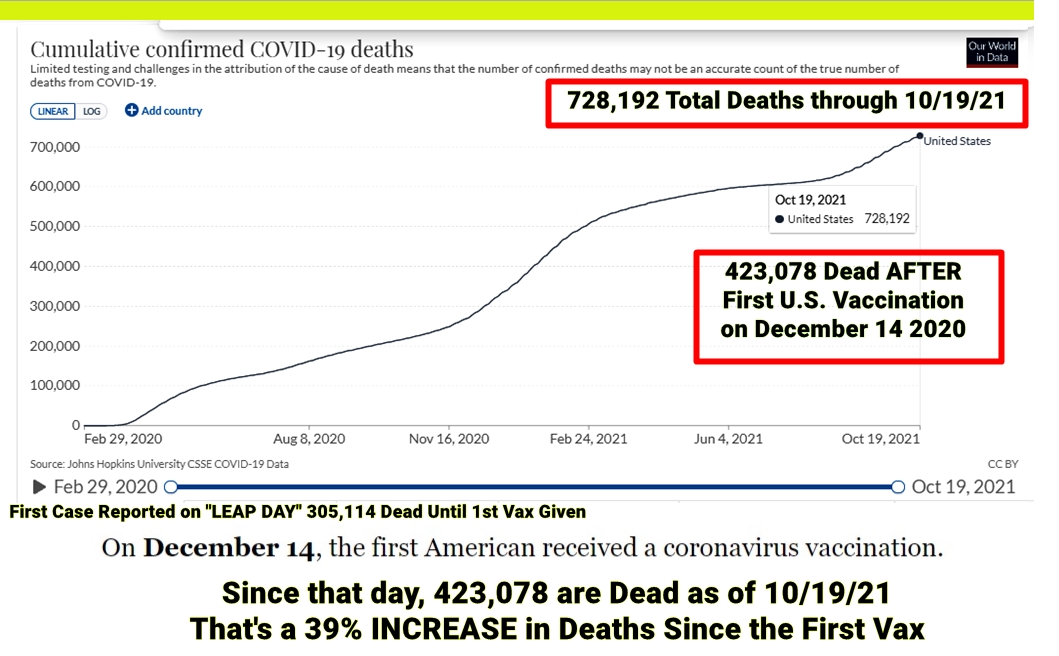 Cumulative confirmed COVID-19 deaths
Our World
in Data
Limited testing and challenges in the attribution of the cause of death means that the number of confirmed deaths may not be an accurate count of the true number of
deaths from COVID-19.
728,192 Total Deaths through 10/19/21
LINEAR LOG Add country
700,000
United States
600,000
Oct 19, 2021
United States 728,192
500,000
400,000
423,078 Dead AFTER
First U.S. Vaccination
on December 14 2020
300,000
200,000
100,000
0
Feb 29, 2020 Aug 8, 2020 Nov 16, 2020 Feb 24, 2021 Jun 4, 2021 Oct 19, 2021
Source: Johns Hopkins University CSSE COVID-19 Data CC BY
Feb 29, 2020 Oct 19, 2021
First Case Reported on "LEAP DAY" 305,114 Dead Until 1st Vax Given
On December 14, the first American received a coronavirus vaccination.
Since that day, 423,078 are Dead as of 10/19/21
That's a 39% INCREASE in Deaths Since the First Vax